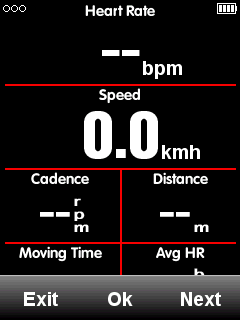 Heart Rate
-- bpm
Speed
0.0 kmh
Cadence Distance
-- rpm -- m
Moving Time Avg HR
Exit Ok Next